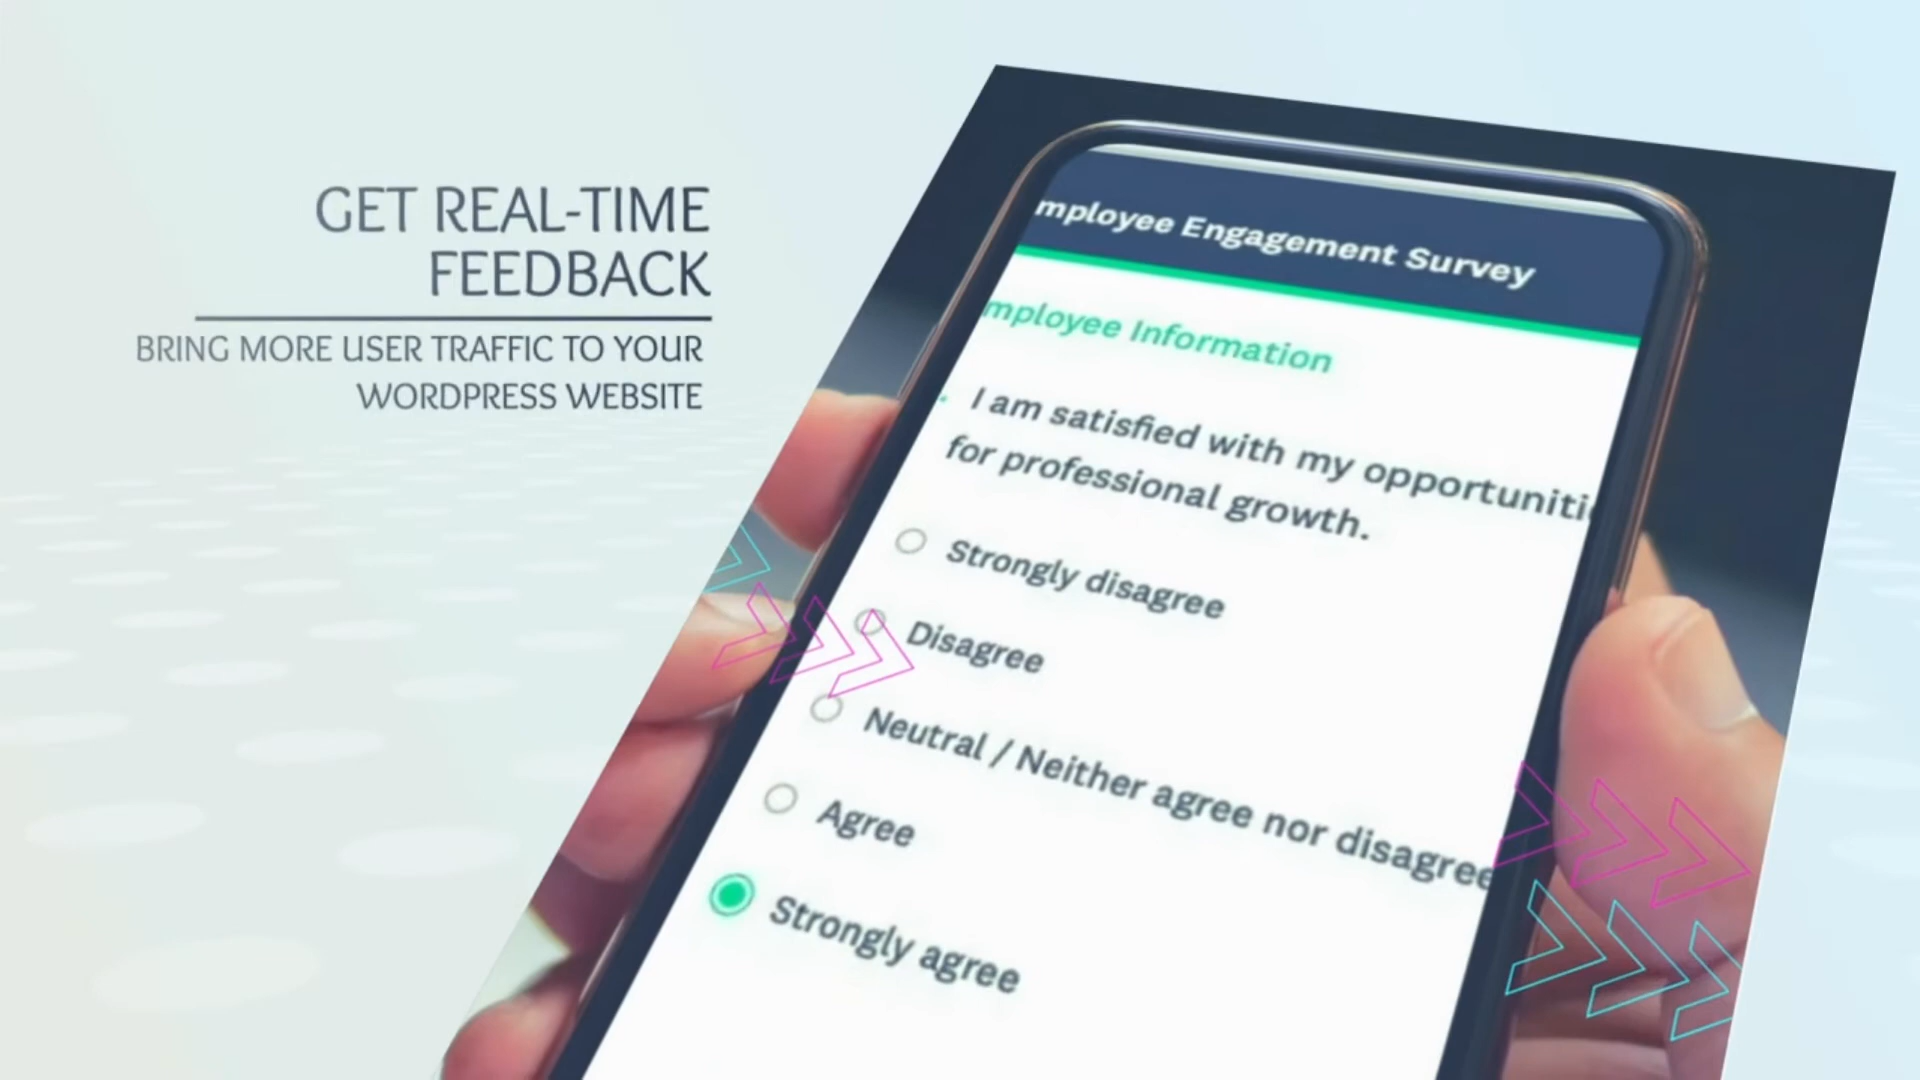 GET REAL-TIME
FEEDBACK
BRING MORE USER TRAFFIC TO YOUR
WORDPRESS WEBSITE
mployee Engagement Survey
mployee Information
I am satisfied with my opportuniti
for professional growth.
Strongly disagree
Disagree
Neutral / Neither agree nor disagree
Agree
Strongly agree